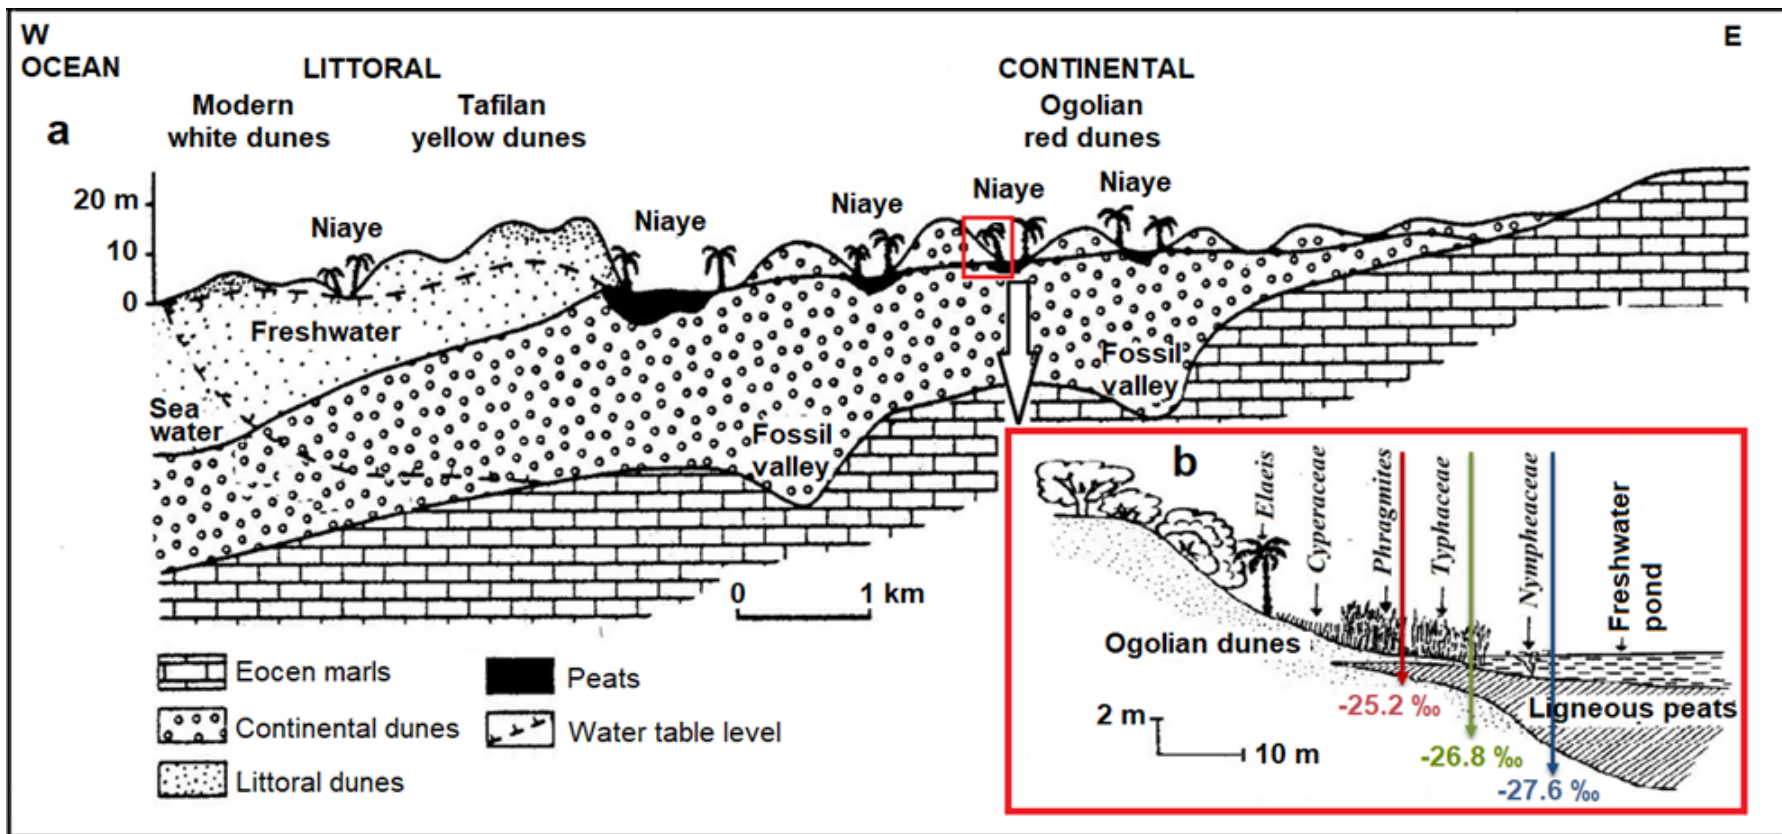 W
OCEAN
E
LITTORAL
CONTINENTAL
Modern
white dunes
Tafilan
yellow dunes
Ogolian
red dunes
a
20 m
10
0
Niaye
Niaye
Niaye
Niaye
Niaye
Freshwater
Sea
water
Fossil
valley
Fossil
valley
0
1 km
Eocen marls
Continental dunes
Littoral dunes
Peats
Water table level
b
Elaeis
Cyperaceae
Phragmites
Typhaceae
Nympheaceae
Freshwater
pond
Ogolian dunes
Ligneous peats
-25.2 ‰
-26.8 ‰
-27.6 ‰
2 m
10 m